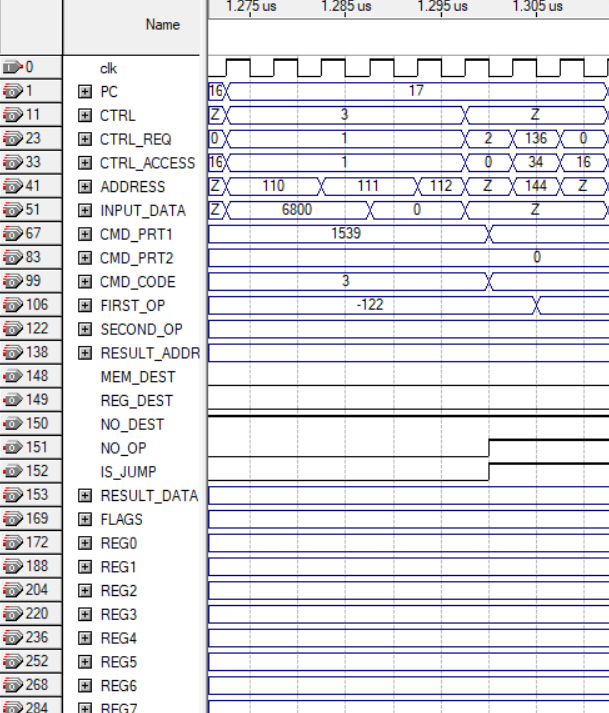 Name 1.275 us 1.285 us 1.295 us 1.305 us
0 clk
1 PC 16 17
11 CTRL Z 3 Z
23 CTRL_REQ 0 1 2 136 0
33 CTRL_ACCESS 16 1 0 34 16
41 ADDRESS Z 110 111 112 Z 144 Z
51 INPUT_DATA Z 6800 0 Z
67 CMD_PRT1 1539
83 CMD_PRT2 0
99 CMD_CODE 3
106 FIRST_OP -122
122 SECOND_OP
138 RESULT_ADDR
148 MEM_DEST
149 REG_DEST
150 NO_DEST
151 NO_OP
152 IS_JUMP
153 RESULT_DATA
169 FLAGS
172 REG0
188 REG1
204 REG2
220 REG3
236 REG4
252 REG5
268 REG6
284 REG7